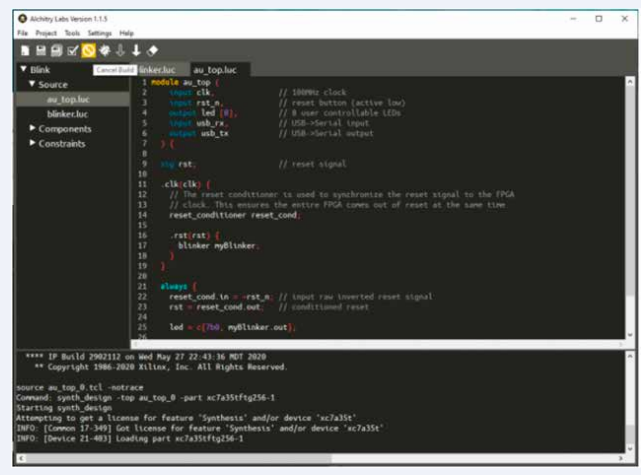 Alchitry Labs Version 1.1.5
File Project Tools Settings Help
Blink
Cancel Build
linker.luc
au_top.luc
Source
au_top.luc
blinker.luc
Components
Constraints
1 module au_top (
2 input clk, // 100MHz clock
3 input rst_n, // reset button (active low)
4 output led [8], // 8 user controllable LEDs
5 input usb_rx, // USB->Serial input
6 output usb_tx // USB->Serial output
7 ) {
8
9 sig rst; // reset signal
10
11 .clk(clk) {
12 // The reset conditioner is used to synchronize the reset signal to the FPGA
13 // clock. This ensures the entire FPGA comes out of reset at the same time
14 reset_conditioner reset_cond;
15
16 .rst(rst) {
17 blinker myBlinker;
18 }
19 }
20
21 always {
22 reset_cond.in = ~rst_n; // input raw inverted reset signal
23 rst = reset_cond.out; // conditioned reset
24
25 led = c{7b0, myBlinker.out};
26
**** IP Build 2902112 on Wed May 27 22:43:36 MDT 2020
** Copyright 1986-2020 Xilinx, Inc. All Rights Reserved.
source au_top_0.tcl -notrace
Command: synth_design -top au_top_0 -part xc7a35tftg256-1
Starting synth_design
Attempting to get a license for feature 'Synthesis' and/or device 'xc7a35t'
INFO: [Common 17-349] Got license for feature 'Synthesis' and/or device 'xc7a35t'
INFO: [Device 21-403] Loading part xc7a35tftg256-1